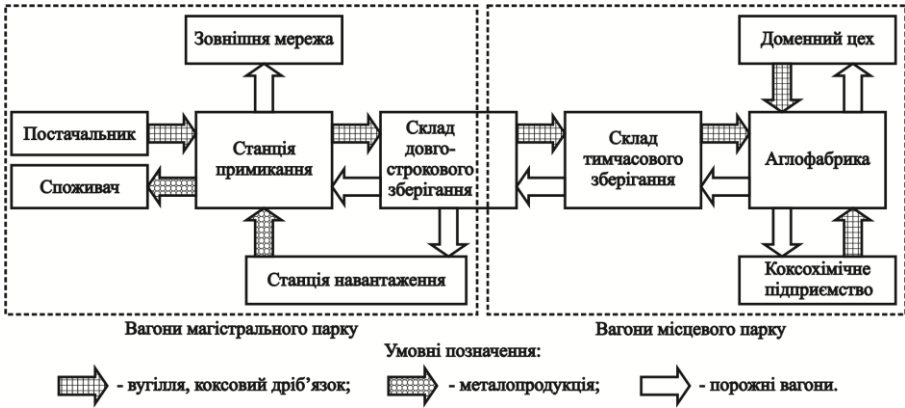 Зовнішня мережа
Доменний цех
Постачальник
Споживач
Станція
примикання
Склад
довго-
строкового
зберігання
Склад
тимчасового
зберігання
Аглофабрика
Станція навантаження
Коксохімічне
підприємство
Вагони магістрального парку
Вагони місцевого парку
Умовні позначення:
- вугілля, коксовий дріб’язок;
- металопродукція;
- порожні вагони.